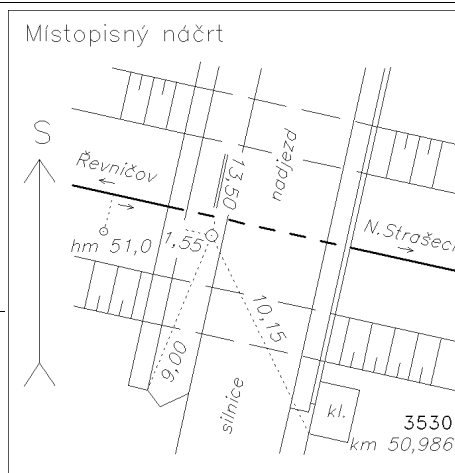 Místopisný náčrt
S
Řevničov
nadjezd
13,50
N.Strašecí
hm 51,0
1,55
10,15
9,00
silnice
kl.
3530
km 50,986